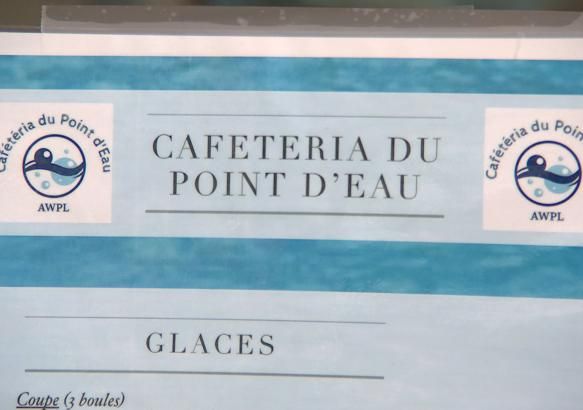 Cafétéria du Point d'Eau
AWPL
CAFETERIA DU
POINT D'EAU
Cafétéria du Poin
AWPL
GLACES
Coupe (3 boules)